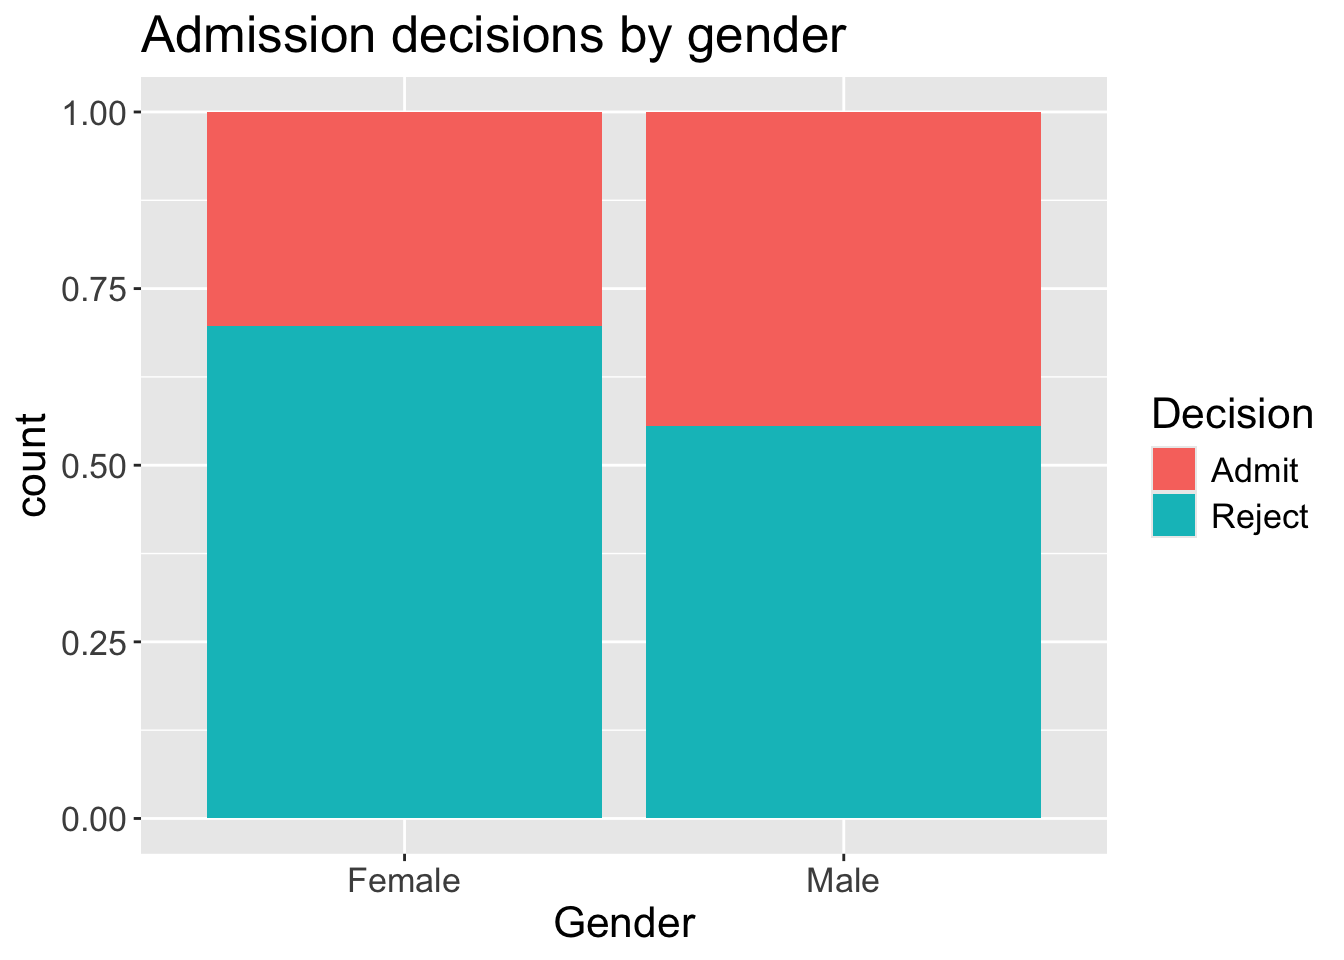 Admission decisions by gender
1.00
0.75
0.50
0.25
0.00
count
Female
Male
Gender
Decision
Admit
Reject